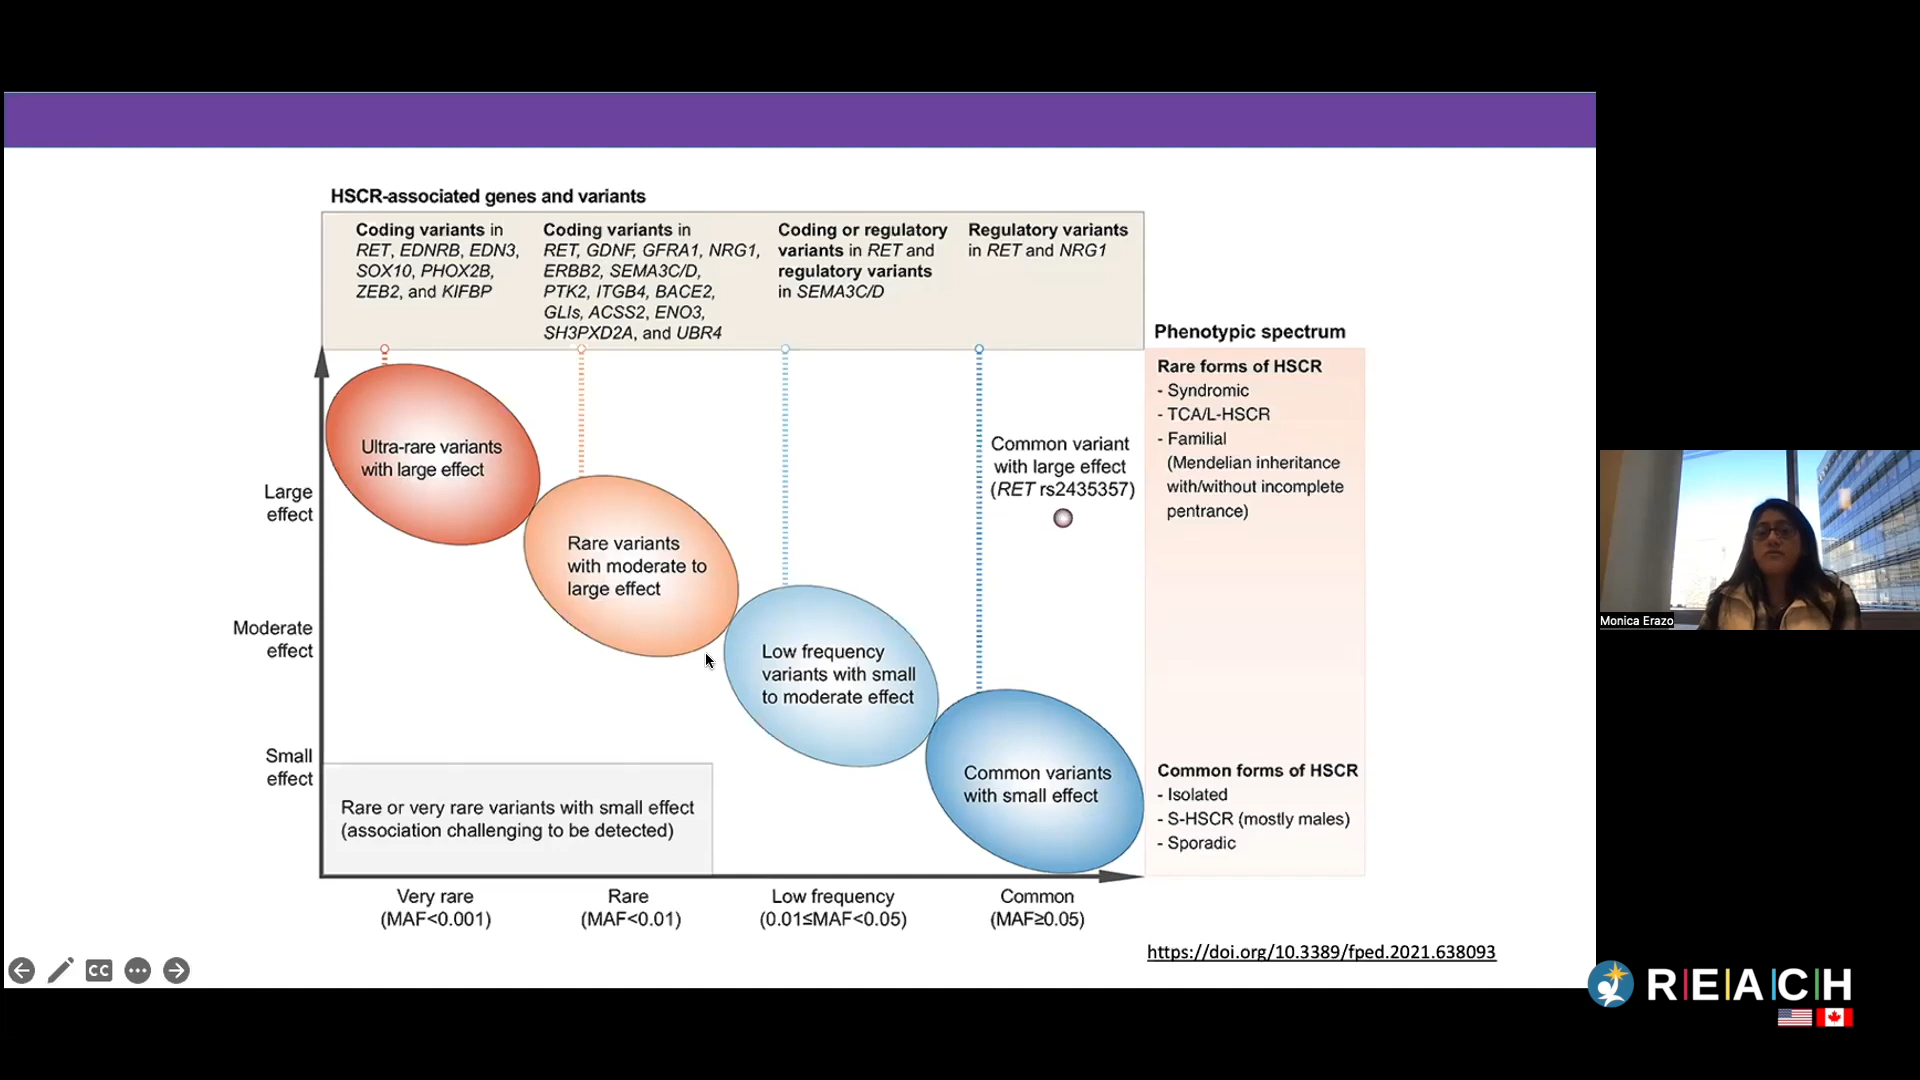 HSCR-associated genes and variants
Coding variants in
RET, EDNRB, EDN3,
SOX10, PHOX2B,
ZEB2, and KIFBP
Coding variants in
RET, GDNF, GFRA1, NRG1,
ERBB2, SEMA3C/D,
PTK2, ITGB4, BACE2,
GLIs, ACSS2, ENO3,
SH3PXD2A, and UBR4
Coding or regulatory
variants in RET and
regulatory variants
in SEMA3C/D
Regulatory variants
in RET and NRG1
Phenotypic spectrum
Rare forms of HSCR
- Syndromic
- TCA/L-HSCR
- Familial
(Mendelian inheritance
with/without incomplete
pentrance)
Common forms of HSCR
- Isolated
- S-HSCR (mostly males)
- Sporadic
Large
effect
Moderate
effect
Small
effect
Ultra-rare variants
with large effect
Rare variants
with moderate to
large effect
Low frequency
variants with small
to moderate effect
Common variants
with small effect
Common variant
with large effect
(RET rs2435357)
Rare or very rare variants with small effect
(association challenging to be detected)
Very rare
(MAF<0.001)
Rare
(MAF<0.01)
Low frequency
(0.01≤MAF<0.05)
Common
(MAF≥0.05)
https://doi.org/10.3389/fped.2021.638093
CC
Monica Erazo
R|E|A|C|H